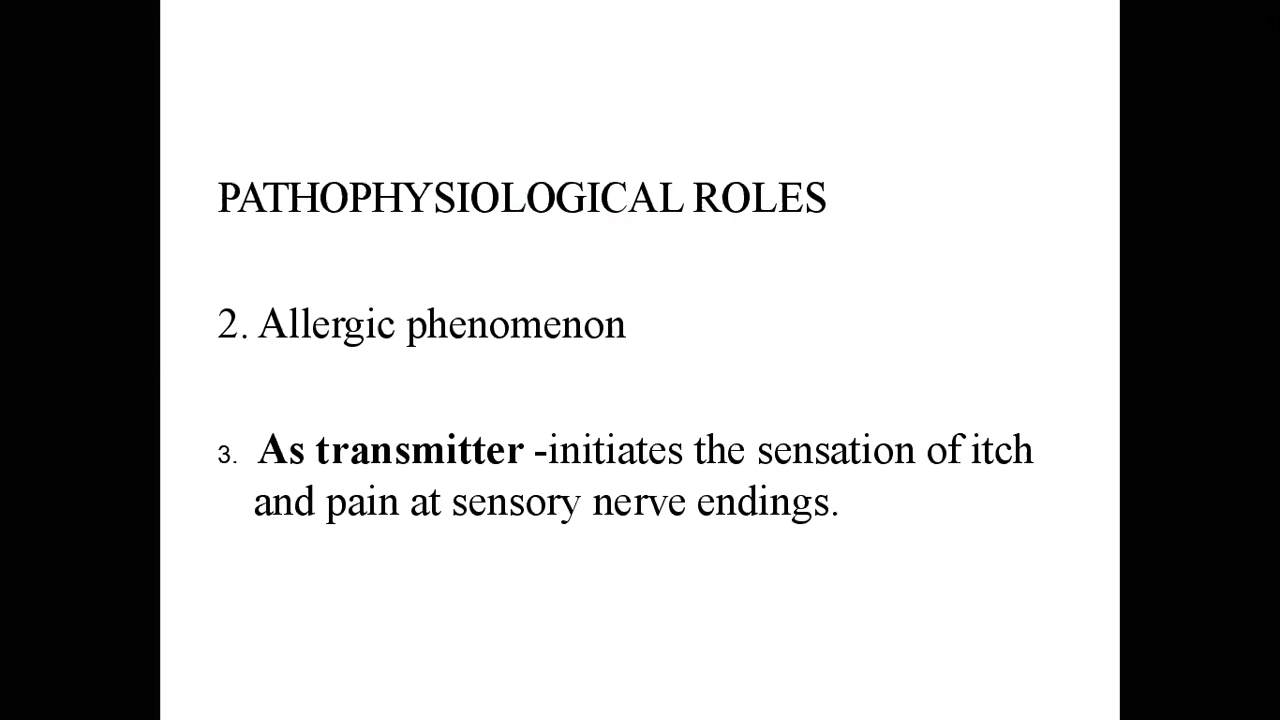 PATHOPHYSIOLOGICAL ROLES
2. Allergic phenomenon
3. As transmitter -initiates the sensation of itch
and pain at sensory nerve endings.